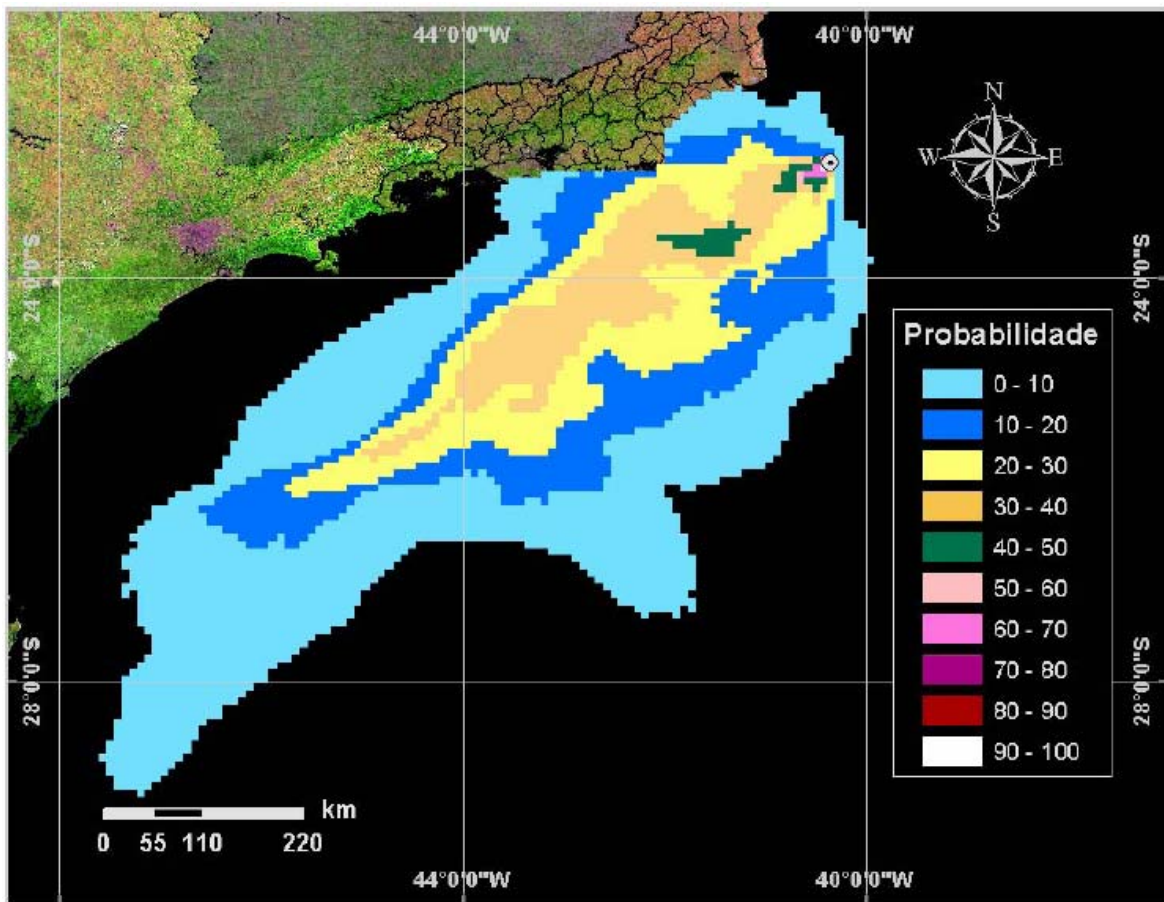 44°0'0"W
40°0'0"W
N
W
E
S
24°0'0"S
24°0'0"S
Probabilidade
0 - 10
10 - 20
20 - 30
30 - 40
40 - 50
50 - 60
60 - 70
70 - 80
80 - 90
90 - 100
28°0'0"S
28°0'0"S
km
0 55 110 220
44°0'0"W
40°0'0"W